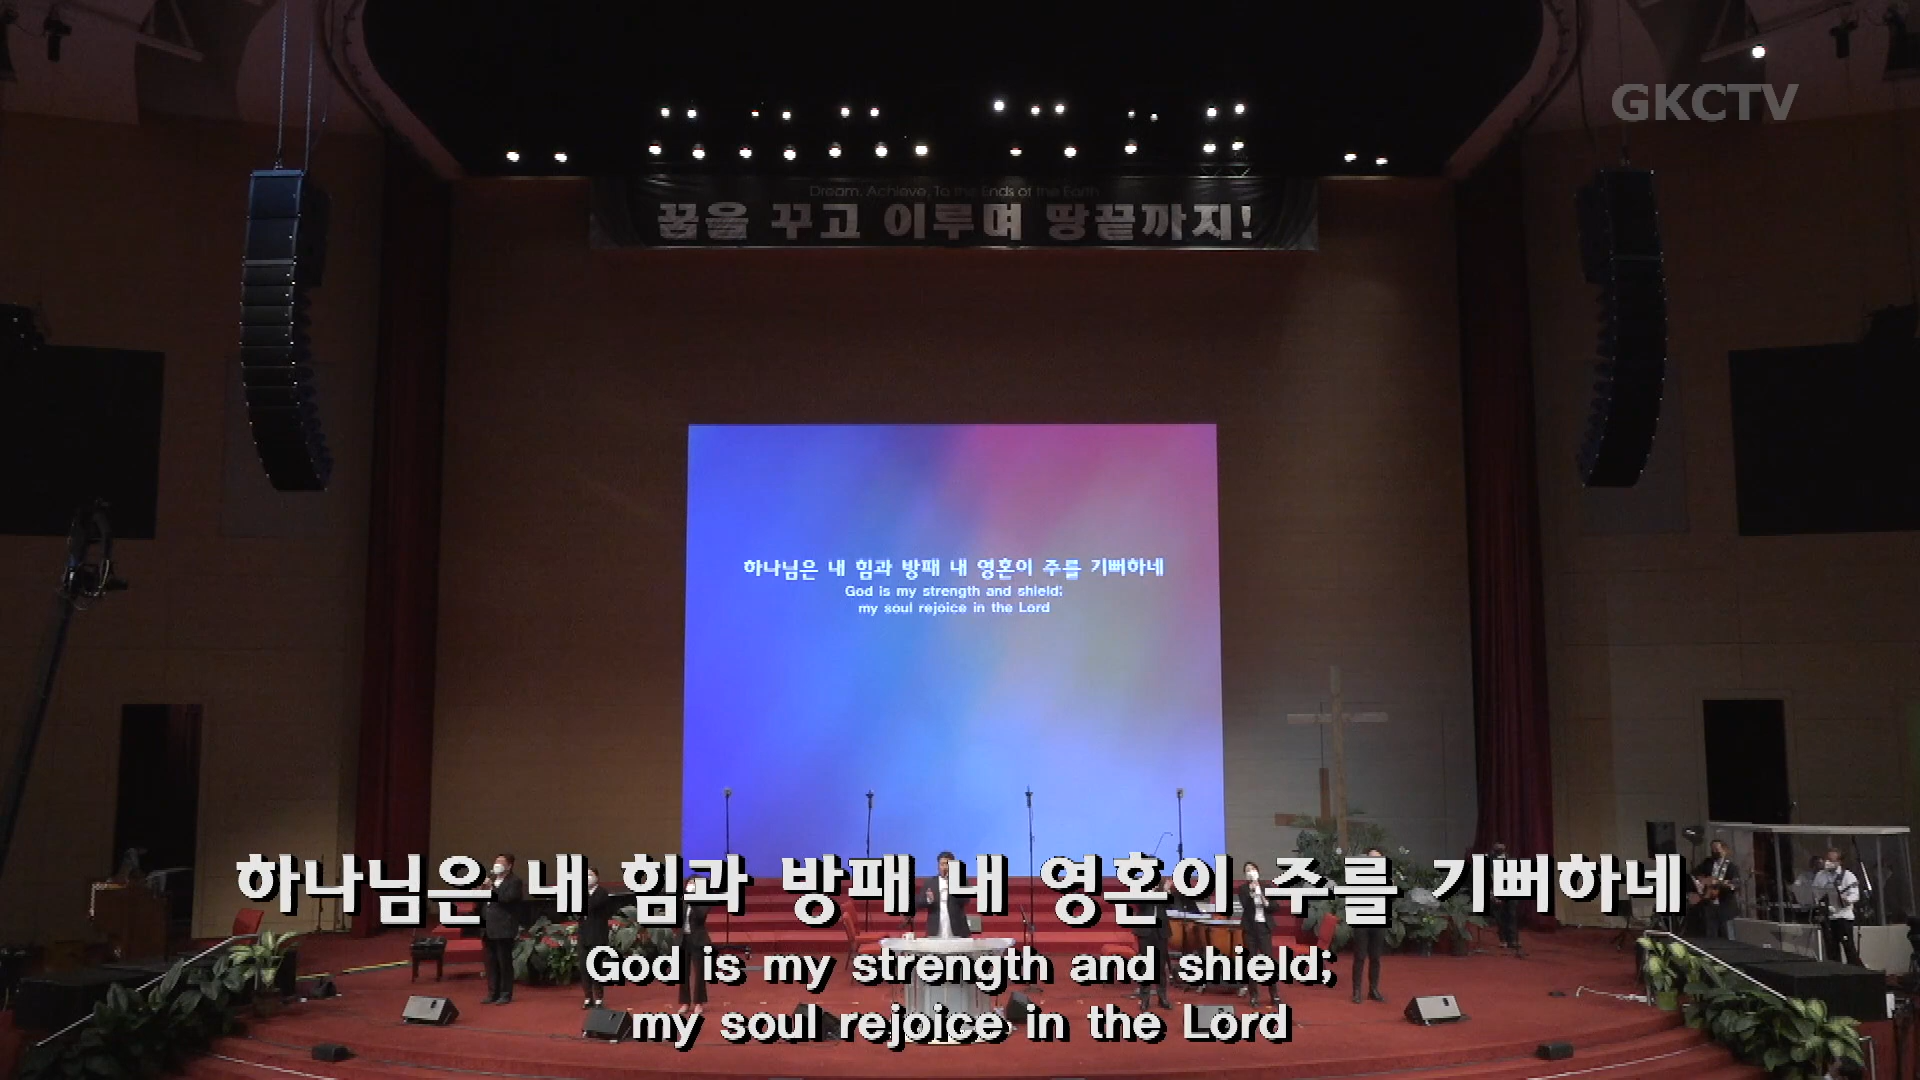 GKCTV
Dream, Achieve, To the Ends of the Earth
꿈을 꾸고 이루며 땅끝까지!
하나님은 내 힘과 방패 내 영혼이 주를 기뻐하네
God is my strength and shield;
my soul rejoice in the Lord
하나님은 내 힘과 방패 내 영혼이 주를 기뻐하네
God is my strength and shield;
my soul rejoice in the Lord